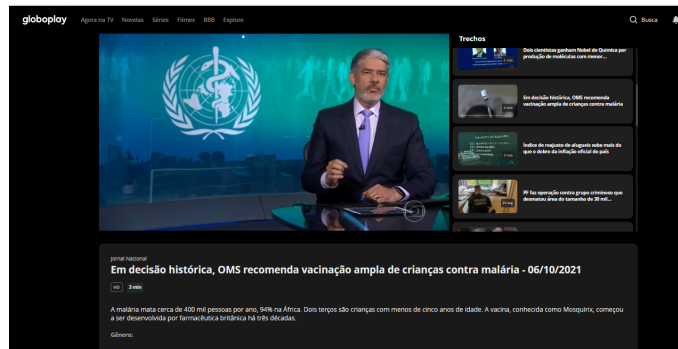 globoplay
Agora na TV Novelas Séries Filmes BBB Explore
Busca
Trechos
Dois cientistas ganham Nobel de Química por
produção de moléculas com menor...
Em decisão histórica, OMS recomenda
vacinação ampla de crianças contra malária
Índice de reajuste de alugueis sobe mais do
que o dobro da inflação oficial do país
PF faz operação contra grupo criminoso que
desmatou área do tamanho de 30 mil...
Jornal Nacional
Em decisão histórica, OMS recomenda vacinação ampla de crianças contra malária - 06/10/2021
HD 3 min
A malária mata cerca de 400 mil pessoas por ano, 94% na África. Dois terços são crianças com menos de cinco anos de idade. A vacina, conhecida como Mosquirix, começou
a ser desenvolvida por farmacêutica britânica há três décadas.
Gênero: